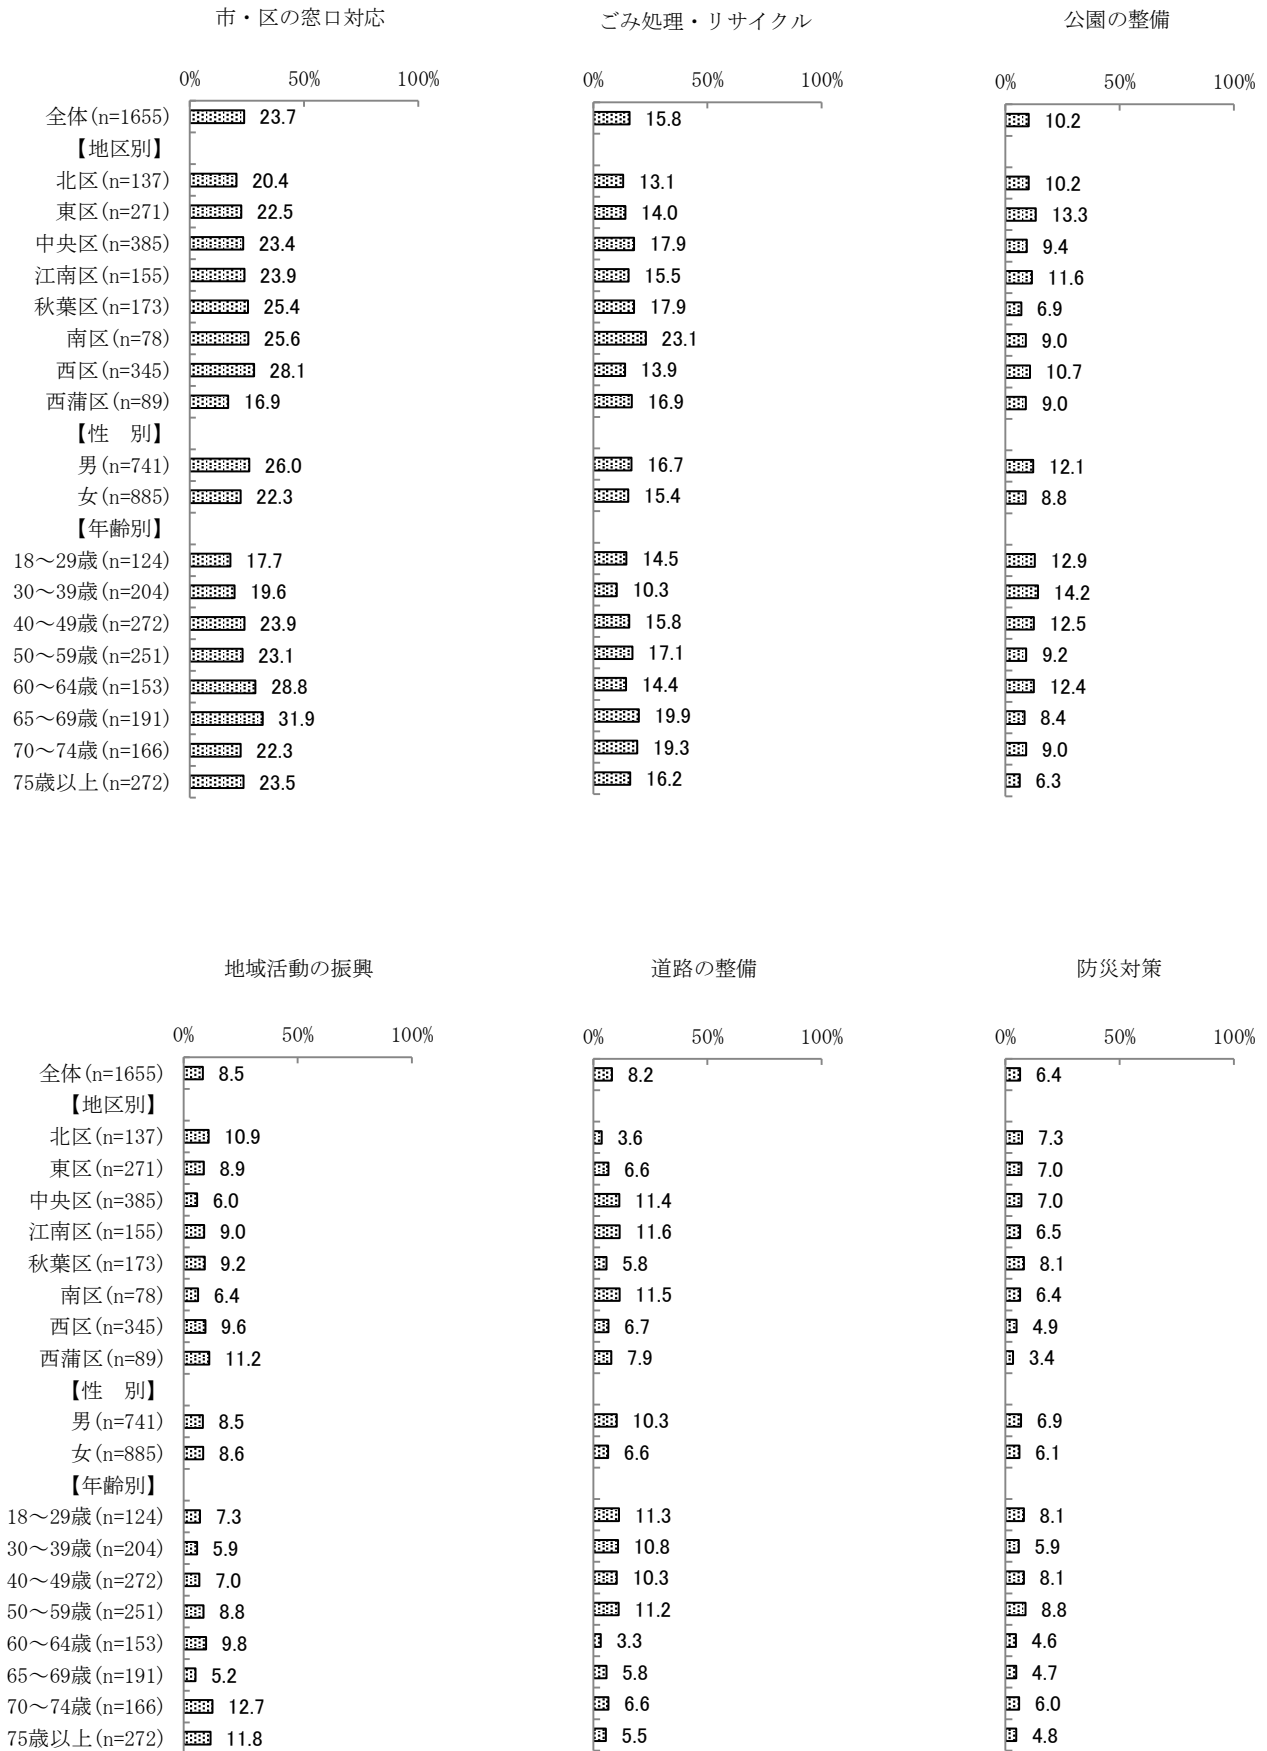 市・区の窓口対応 ごみ処理・リサイクル 公園の整備
0% 50% 100% 0% 50% 100% 0% 50% 100%
全体(n=1655) 23.7 15.8 10.2
【地区別】
北区(n=137) 20.4 13.1 10.2
東区(n=271) 22.5 14.0 13.3
中央区(n=385) 23.4 17.9 9.4
江南区(n=155) 23.9 15.5 11.6
秋葉区(n=173) 25.4 17.9 6.9
南区(n=78) 25.6 23.1 9.0
西区(n=345) 28.1 13.9 10.7
西蒲区(n=89) 16.9 16.9 9.0
【性　別】
男(n=741) 26.0 16.7 12.1
女(n=885) 22.3 15.4 8.8
【年齢別】
18～29歳(n=124) 17.7 14.5 12.9
30～39歳(n=204) 19.6 10.3 14.2
40～49歳(n=272) 23.9 15.8 12.5
50～59歳(n=251) 23.1 17.1 9.2
60～64歳(n=153) 28.8 14.4 12.4
65～69歳(n=191) 31.9 19.9 8.4
70～74歳(n=166) 22.3 19.3 9.0
75歳以上(n=272) 23.5 16.2 6.3
地域活動の振興 道路の整備 防災対策
0% 50% 100% 0% 50% 100% 0% 50% 100%
全体(n=1655) 8.5 8.2 6.4
【地区別】
北区(n=137) 10.9 3.6 7.3
東区(n=271) 8.9 6.6 7.0
中央区(n=385) 6.0 11.4 7.0
江南区(n=155) 9.0 11.6 6.5
秋葉区(n=173) 9.2 5.8 8.1
南区(n=78) 6.4 11.5 6.4
西区(n=345) 9.6 6.7 4.9
西蒲区(n=89) 11.2 7.9 3.4
【性　別】
男(n=741) 8.5 10.3 6.9
女(n=885) 8.6 6.6 6.1
【年齢別】
18～29歳(n=124) 7.3 11.3 8.1
30～39歳(n=204) 5.9 10.8 5.9
40～49歳(n=272) 7.0 10.3 8.1
50～59歳(n=251) 8.8 11.2 8.8
60～64歳(n=153) 9.8 3.3 4.6
65～69歳(n=191) 5.2 5.8 4.7
70～74歳(n=166) 12.7 6.6 6.0
75歳以上(n=272) 11.8 5.5 4.8